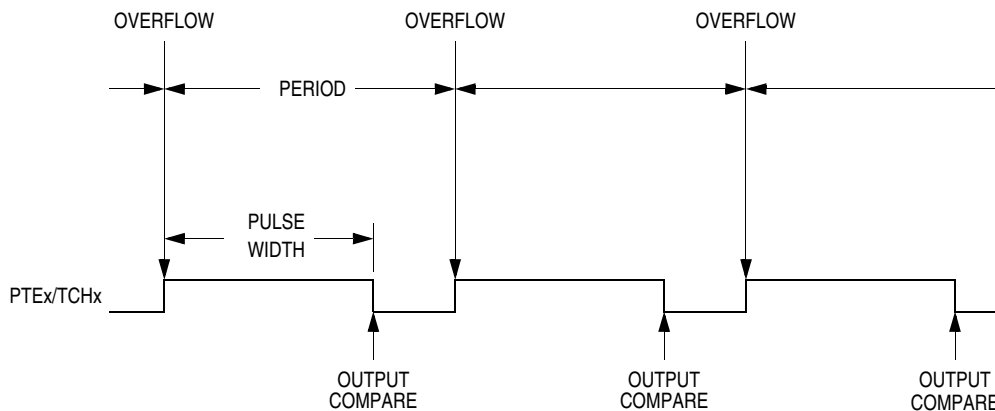 OVERFLOW
OVERFLOW
OVERFLOW
PERIOD
PULSE
WIDTH
PTEx/TCHx
OUTPUT
COMPARE
OUTPUT
COMPARE
OUTPUT
COMPARE